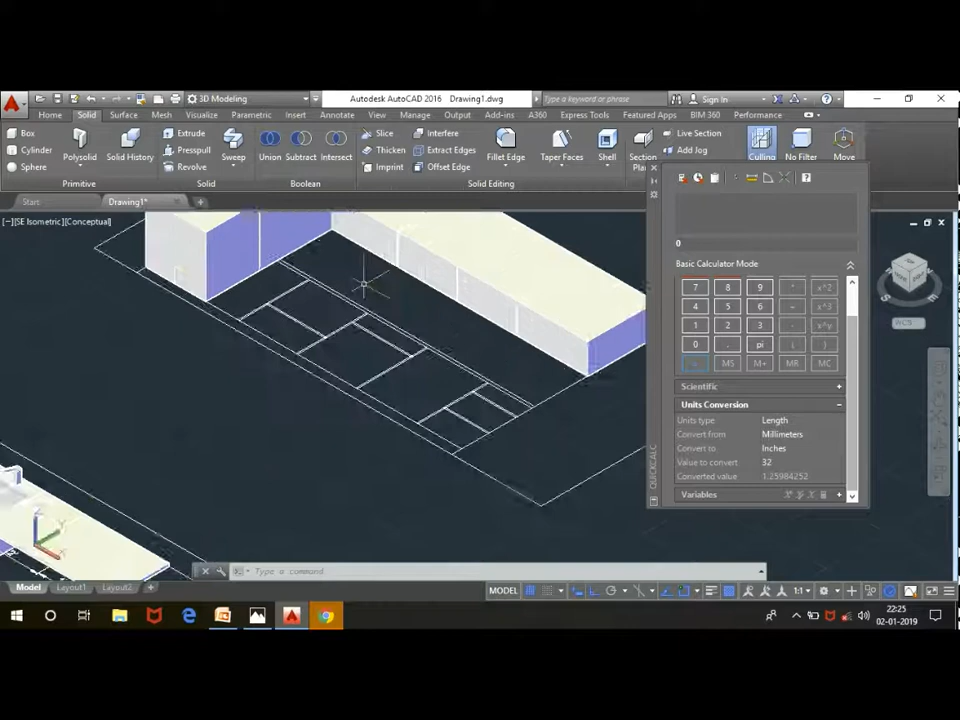 3D Modeling
Autodesk AutoCAD 2016 Drawing1.dwg
Type a keyword or phrase
Sign In
Home Solid Surface Mesh Visualize Parametric Insert Annotate View Manage Output Add-ins A360 Express Tools Featured Apps BIM 360 Performance
Box
Cylinder
Sphere
Polysolid
Solid History
Extrude
Presspull
Revolve
Sweep
Union
Subtract
Intersect
Slice
Thicken
Imprint
Interfere
Extract Edges
Offset Edge
Fillet Edge
Taper Faces
Shell
Section
Live Section
Add Jog
Culling
No Filter
Move
Primitive
Solid
Boolean
Solid Editing
Start
Drawing1*
[−][SE Isometric][Conceptual]
WCS
QUICKCALC
0
Basic Calculator Mode
7 8 9 * x^2
4 5 6 - x^y
1 2 3
0 . pi ( )
= MS M+ MR MC
Scientific
Units Conversion
Units type Length
Convert from Millimeters
Convert to Inches
Value to convert 32
Converted value 1.25984252
Variables
Type a command
Model Layout1 Layout2
MODEL
1:1
22:25
02-01-2019